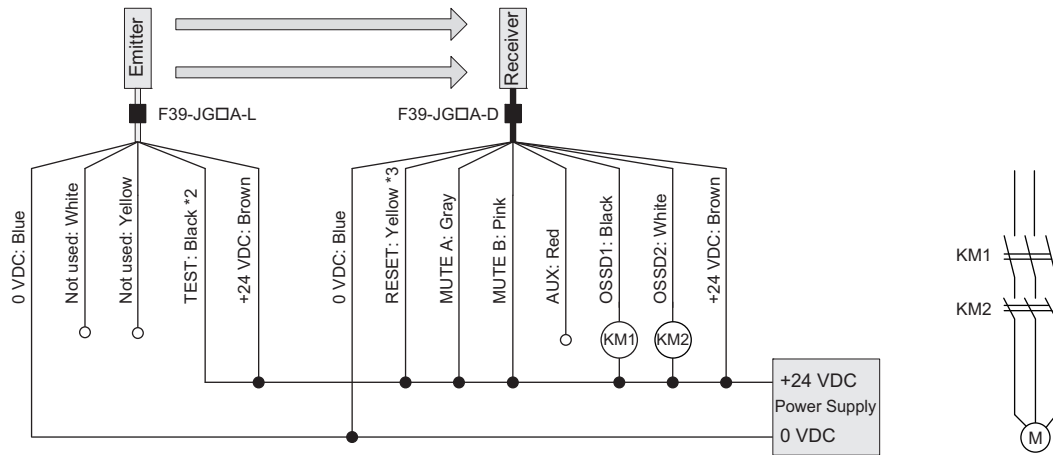 Emitter
Receiver
F39-JG□A-L
F39-JG□A-D
0 VDC: Blue
Not used: White
Not used: Yellow
TEST: Black *2
+24 VDC: Brown
0 VDC: Blue
RESET: Yellow *3
MUTE A: Gray
MUTE B: Pink
AUX: Red
OSSD1: Black
OSSD2: White
+24 VDC: Brown
KM1
KM2
+24 VDC
Power Supply
0 VDC
KM1
KM2
M